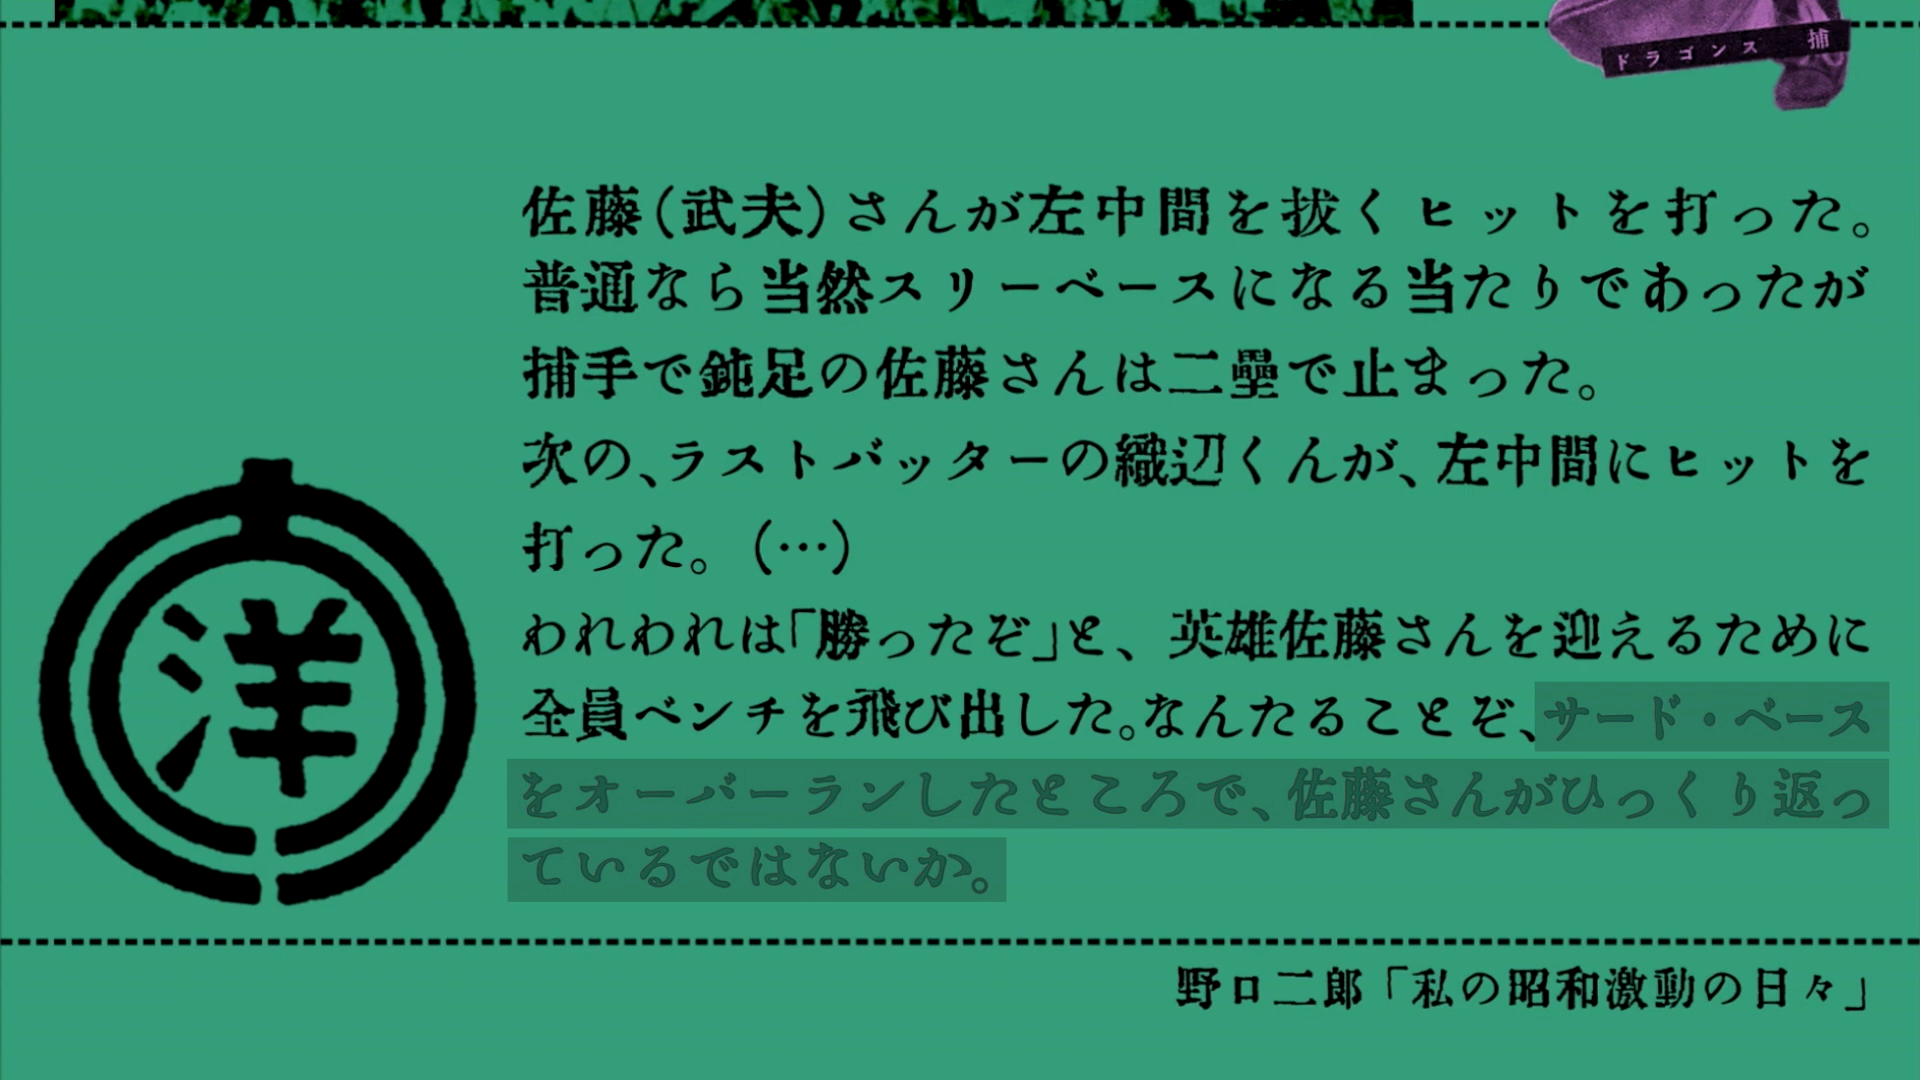 ドラゴンス 捕
佐藤(武夫)さんが左中間を抜くヒットを打った。
普通なら当然スリーベースになる当たりであったが
捕手で鈍足の佐藤さんは二壘で止まった。
次の、ラストバッターの織辺くんが、左中間にヒットを
打った。(…)
われわれは「勝ったぞ」と、英雄佐藤さんを迎えるために
全員ベンチを飛び出した。なんたることぞ、サード・ベース
をオーバーランしたところで、佐藤さんがひっくり返っ
ているではないか。
洋
野口二郎「私の昭和激動の日々」